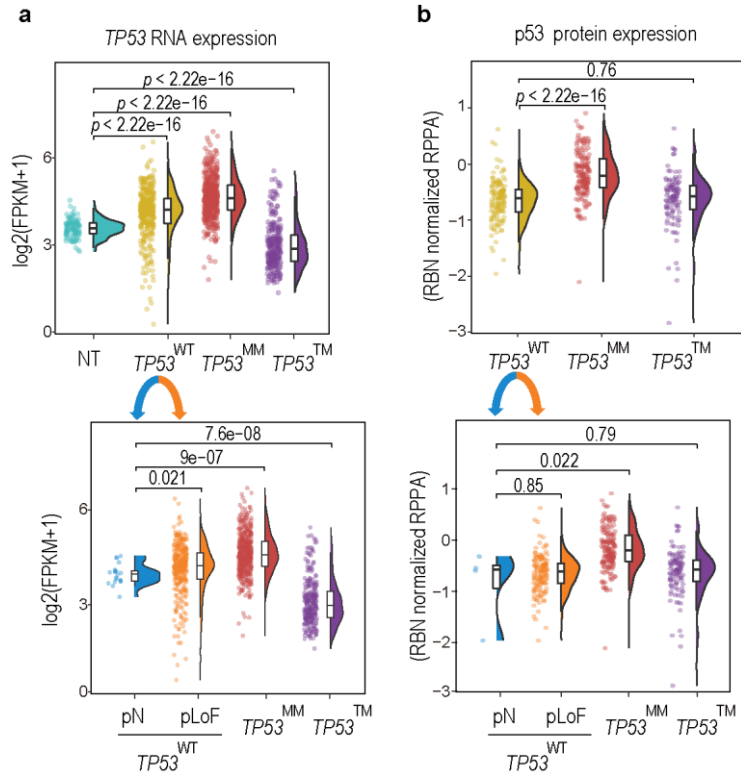 a
TP53 RNA expression
p < 2.22e−16
p < 2.22e−16
p < 2.22e−16
log2(FPKM+1)
6
3
0
NT
TP53WT
TP53MM
TP53TM
7.6e−08
9e−07
0.021
log2(FPKM+1)
6
3
0
pN
pLoF
TP53MM
TP53TM
TP53WT
b
p53 protein expression
0.76
p<2.22e−16
(RBN normalized RPPA)
1
0
−1
−2
−3
TP53WT
TP53MM
TP53TM
0.79
0.022
0.85
(RBN normalized RPPA)
1
0
−1
−2
−3
pN
pLoF
TP53MM
TP53TM
TP53WT